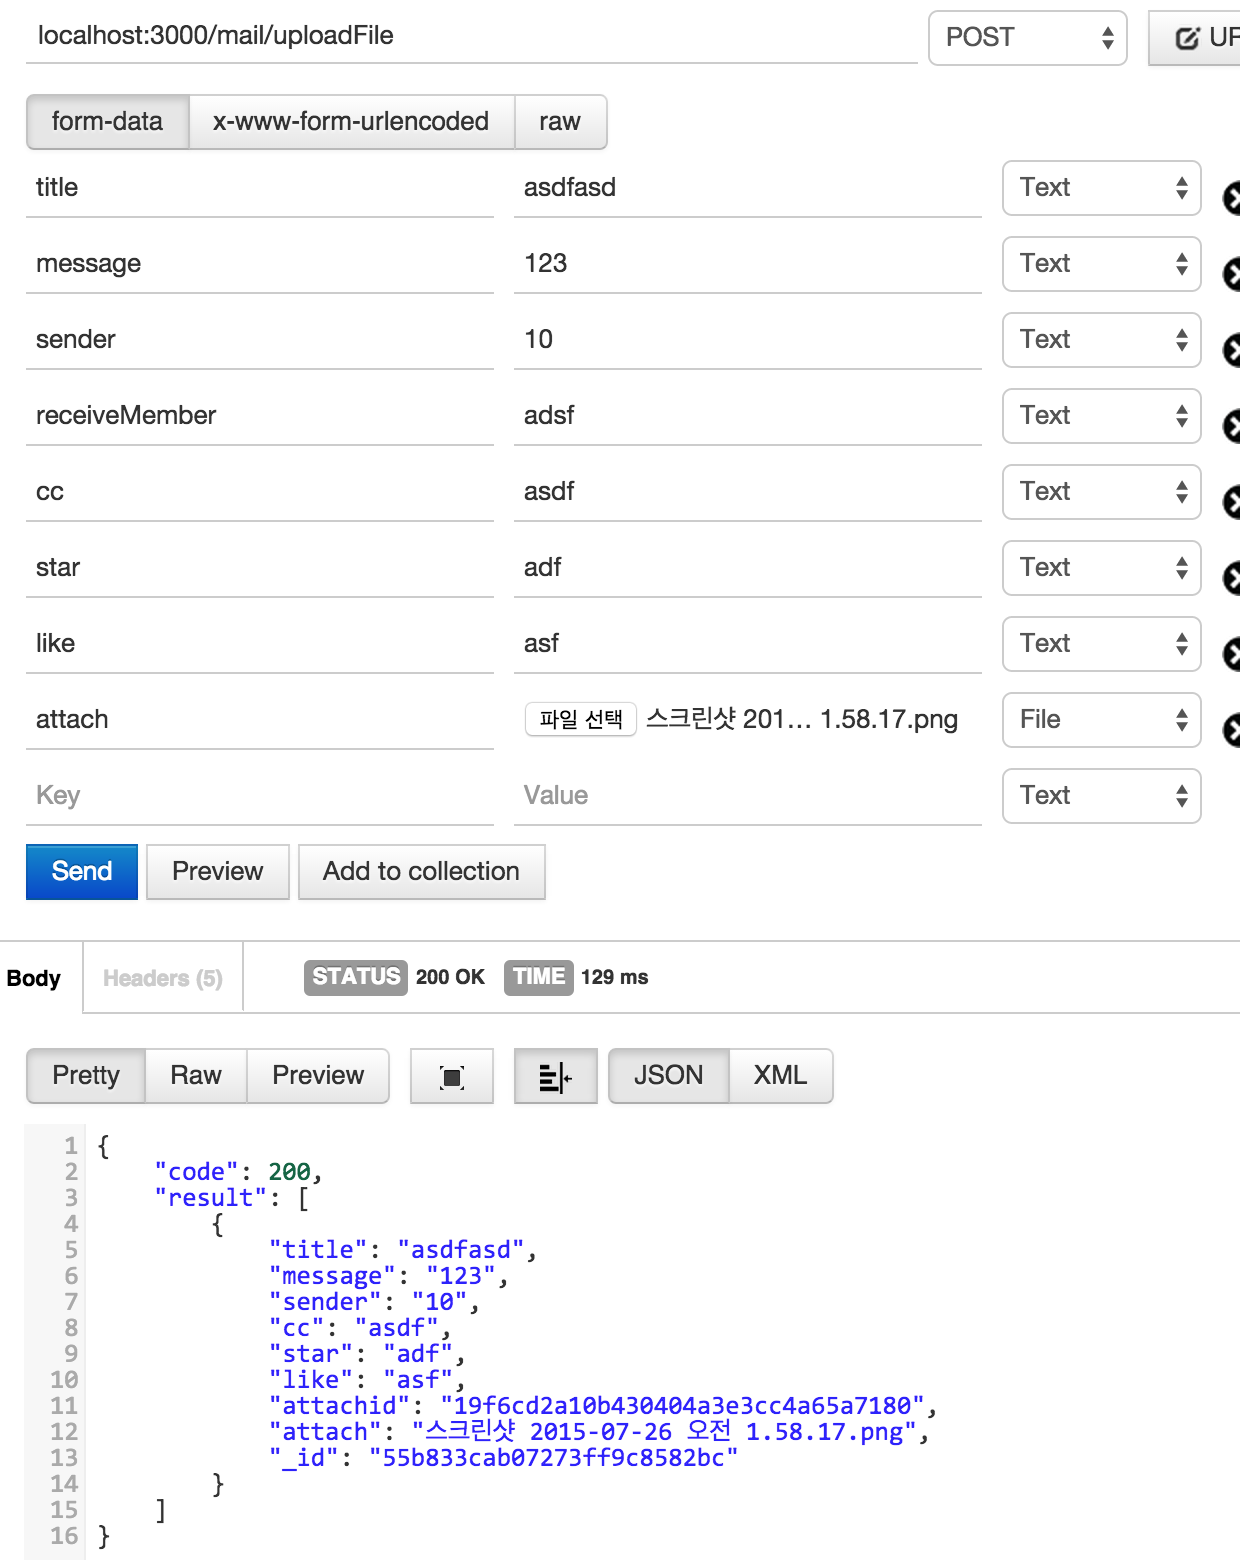 localhost:3000/mail/uploadFile POST
form-data x-www-form-urlencoded raw
title asdfasd Text
message 123 Text
sender 10 Text
receiveMember adsf Text
cc asdf Text
star adf Text
like asf Text
attach 파일 선택 스크린샷 201… 1.58.17.png File
Key Value Text
Send Preview Add to collection
Body Headers (5) STATUS 200 OK TIME 129 ms
Pretty Raw Preview JSON XML
1 {
2 "code": 200,
3 "result": [
4 {
5 "title": "asdfasd",
6 "message": "123",
7 "sender": "10",
8 "cc": "asdf",
9 "star": "adf",
10 "like": "asf",
11 "attachid": "19f6cd2a10b430404a3e3cc4a65a7180",
12 "attach": "스크린샷 2015-07-26 오전 1.58.17.png",
13 "_id": "55b833cab07273ff9c8582bc"
14 }
15 ]
16 }